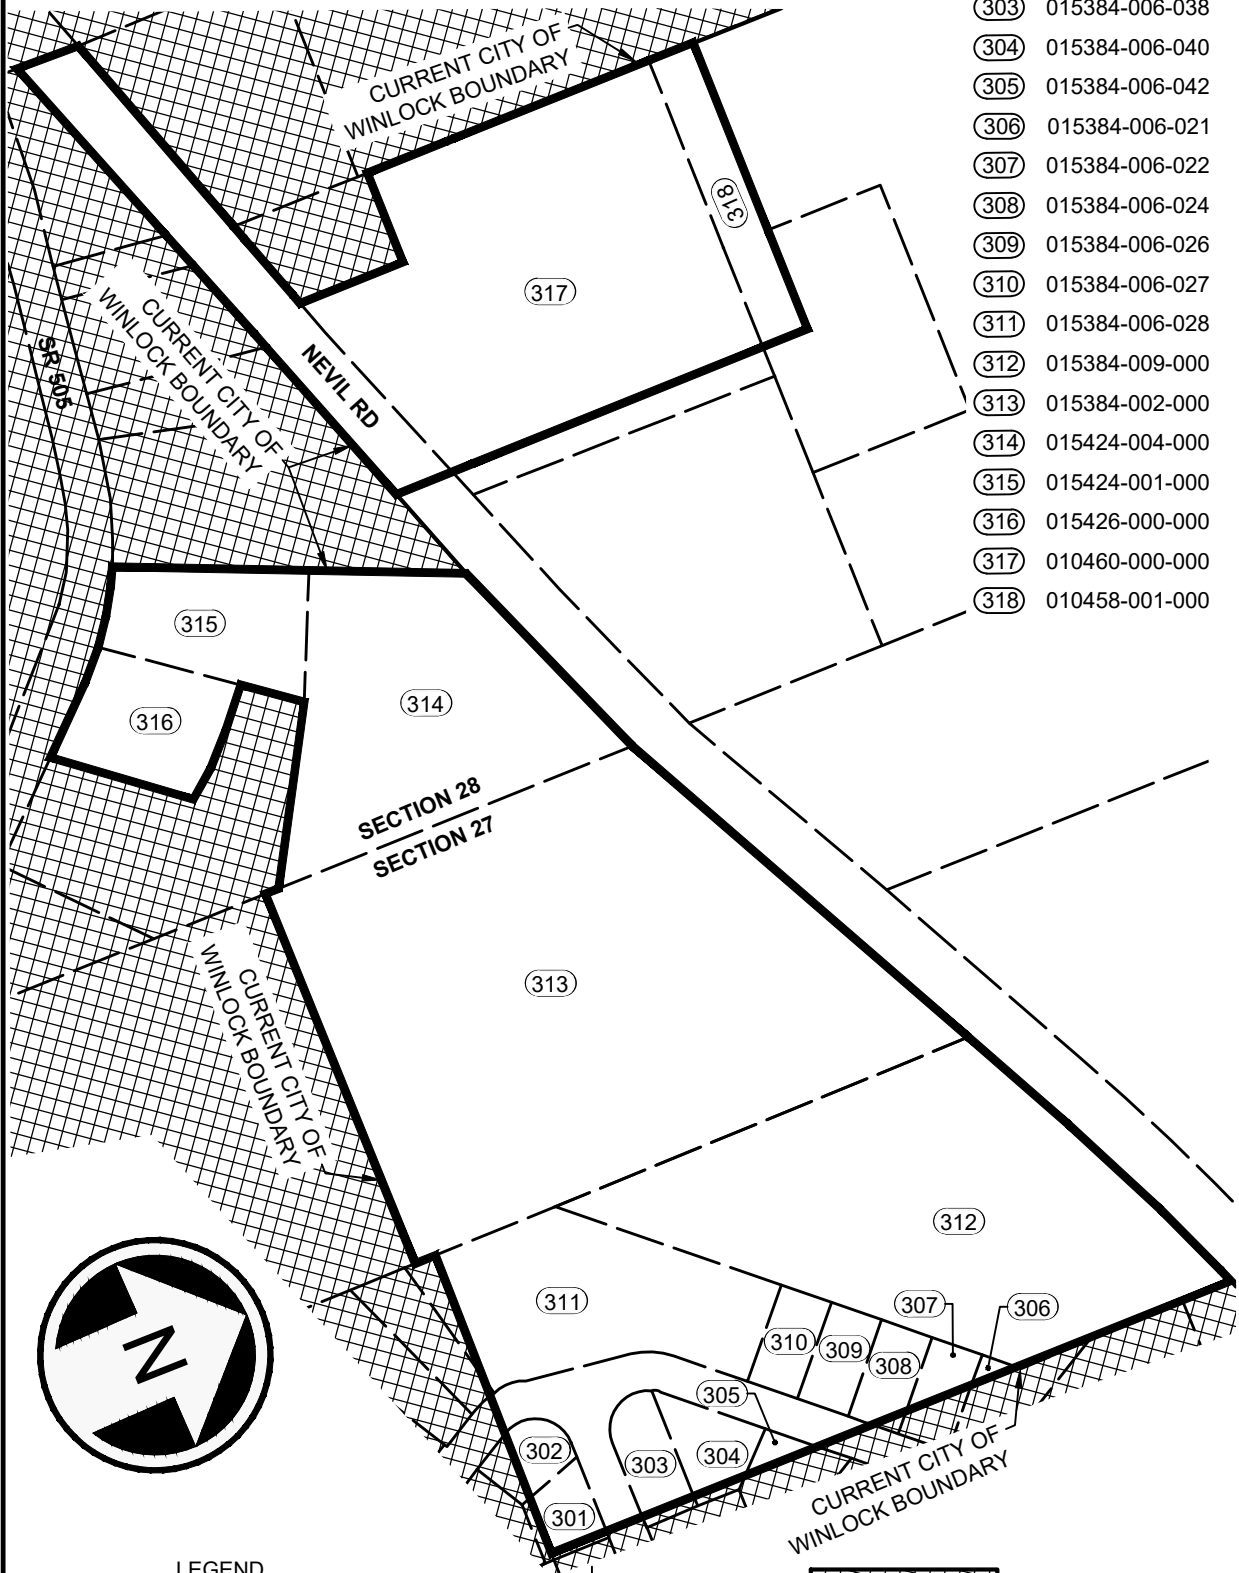 303 015384-006-038
CURRENT CITY OF
WINLOCK BOUNDARY
304 015384-006-040
305 015384-006-042
306 015384-006-021
307 015384-006-022
308 015384-006-024
309 015384-006-026
310 015384-006-027
311 015384-006-028
312 015384-009-000
313 015384-002-000
314 015424-004-000
315 015424-001-000
316 015426-000-000
317 010460-000-000
318 010458-001-000
318
317
CURRENT CITY OF
WINLOCK BOUNDARY
SR 505
NEVIL RD
315
314
316
SECTION 28
SECTION 27
313
CURRENT CITY OF
WINLOCK BOUNDARY
312
311
307
306
310
309
308
305
302
303
304
301
CURRENT CITY OF
WINLOCK BOUNDARY
N
LEGEND